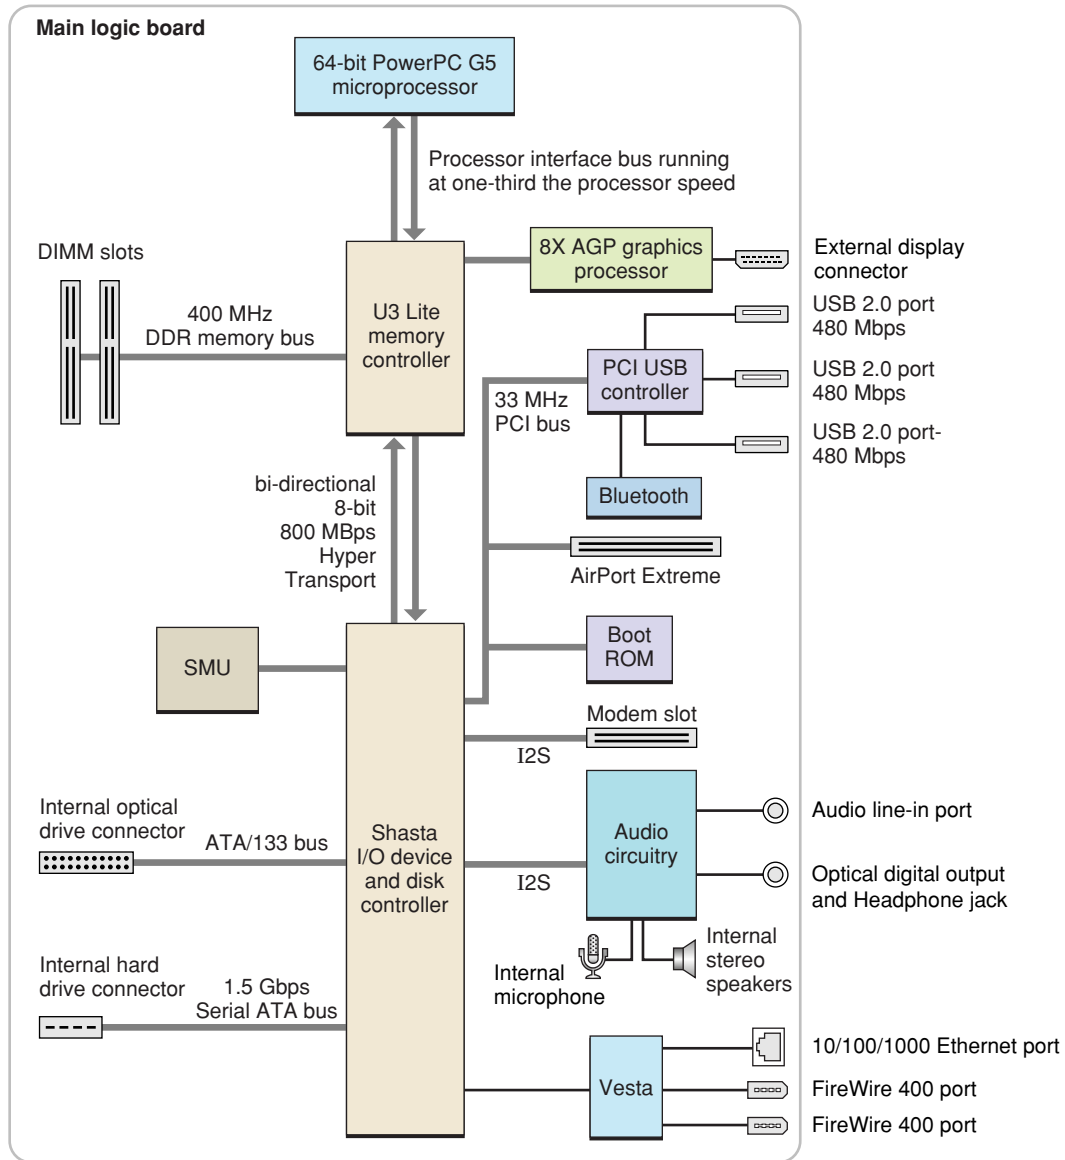 Main logic board
64-bit PowerPC G5
microprocessor
Processor interface bus running
at one-third the processor speed
DIMM slots
400 MHz
DDR memory bus
U3 Lite
memory
controller
8X AGP graphics
processor
External display
connector
USB 2.0 port
480 Mbps
PCI USB
controller
USB 2.0 port
480 Mbps
33 MHz
PCI bus
USB 2.0 port-
480 Mbps
Bluetooth
bi-directional
8-bit
800 MBps
Hyper
Transport
AirPort Extreme
SMU
Boot
ROM
Modem slot
I2S
Internal optical
drive connector
ATA/133 bus
Shasta
I/O device
and disk
controller
I2S
Audio
circuitry
Audio line-in port
Optical digital output
and Headphone jack
Internal
microphone
Internal
stereo
speakers
Internal hard
drive connector
1.5 Gbps
Serial ATA bus
Vesta
10/100/1000 Ethernet port
FireWire 400 port
FireWire 400 port